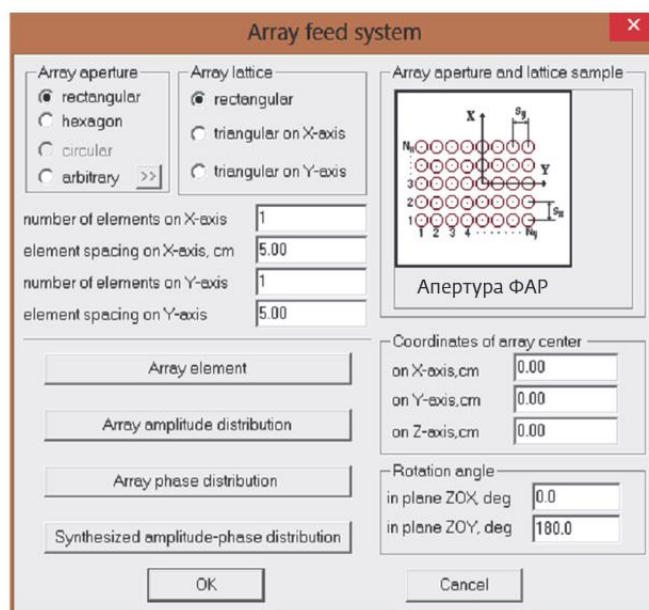 Array feed system
Array aperture
rectangular
hexagon
circular
arbitrary >>
Array lattice
rectangular
triangular on X-axis
triangular on Y-axis
Array aperture and lattice sample
X
Y
Апертура ФАР
3
2
1
1 2 3 4
number of elements on X-axis 1
element spacing on X-axis, cm 5.00
number of elements on Y-axis 1
element spacing on Y-axis 5.00
Array element
Array amplitude distribution
Array phase distribution
Synthesized amplitude-phase distribution
Coordinates of array center
on X-axis,cm 0.00
on Y-axis,cm 0.00
on Z-axis,cm 0.00
Rotation angle
in plane ZOX, deg 0.0
in plane ZOY, deg 180.0
OK
Cancel